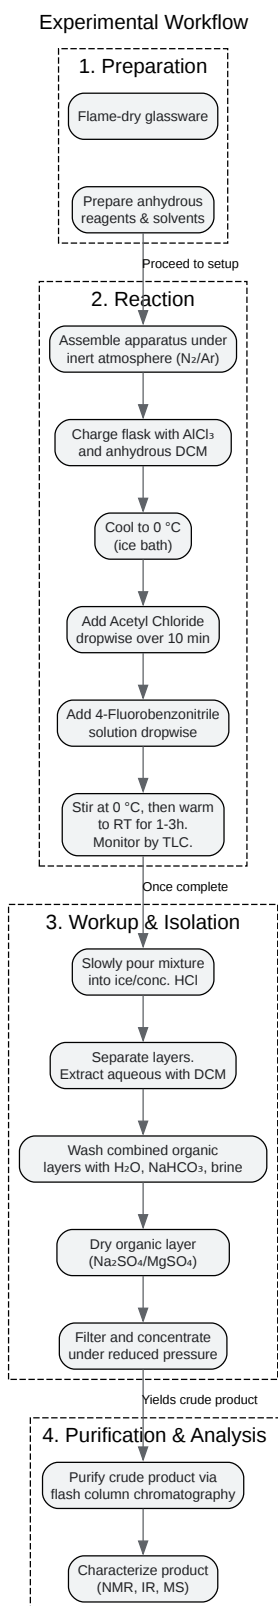 Experimental Workflow
1. Preparation
Flame-dry glassware
Prepare anhydrous
reagents & solvents
Proceed to setup
2. Reaction
Assemble apparatus under
inert atmosphere (N₂/Ar)
Charge flask with AlCl₃
and anhydrous DCM
Cool to 0 °C
(ice bath)
Add Acetyl Chloride
dropwise over 10 min
Add 4-Fluorobenzonitrile
solution dropwise
Stir at 0 °C, then warm
to RT for 1-3h.
Monitor by TLC.
Once complete
3. Workup & Isolation
Slowly pour mixture
into ice/conc. HCl
Separate layers.
Extract aqueous with DCM
Wash combined organic
layers with H₂O, NaHCO₃, brine
Dry organic layer
(Na₂SO₄/MgSO₄)
Filter and concentrate
under reduced pressure
Yields crude product
4. Purification & Analysis
Purify crude product via
flash column chromatography
Characterize product
(NMR, IR, MS)